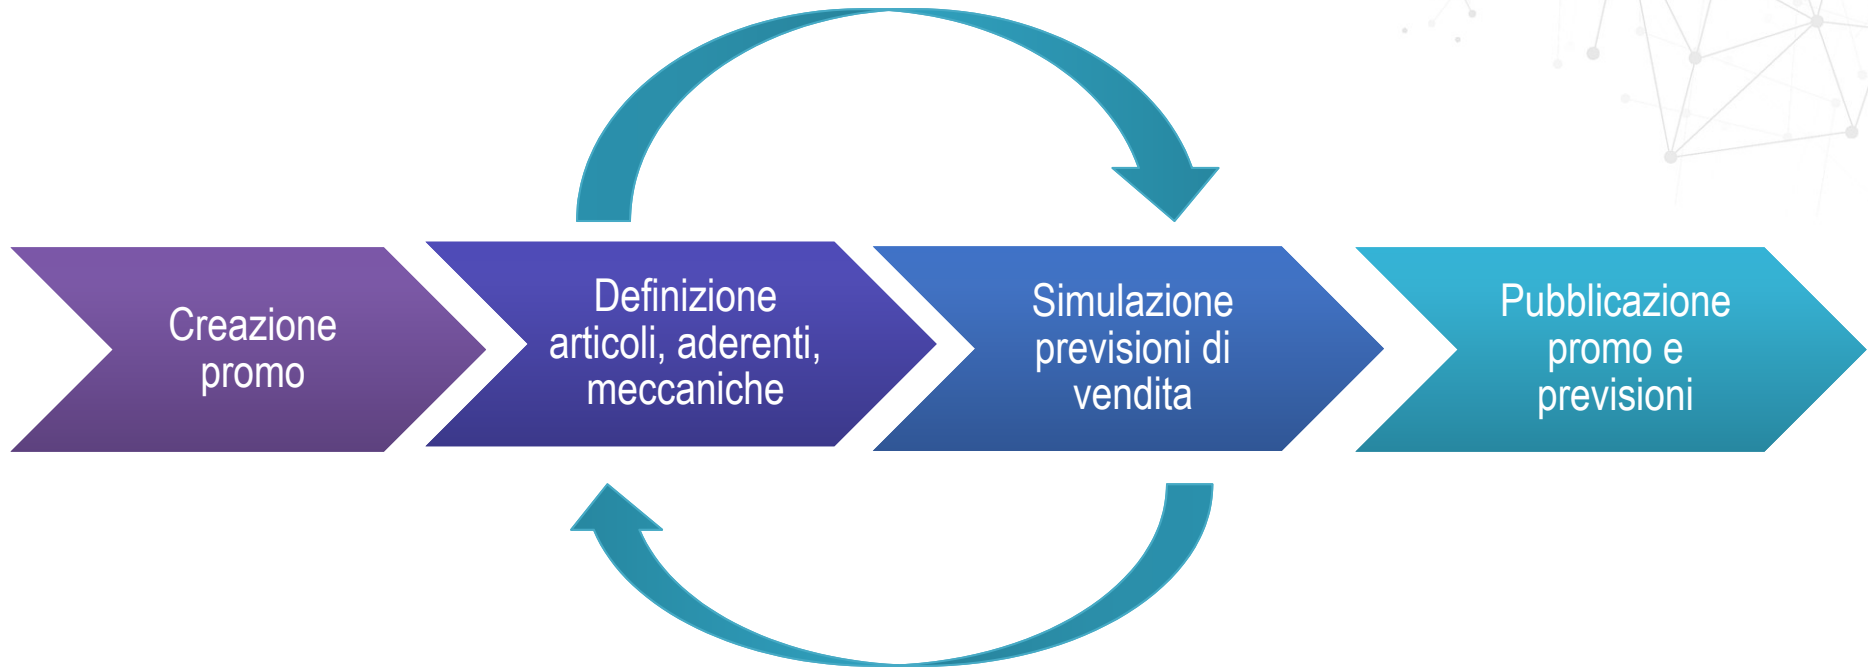 Creazione
promo
Definizione
articoli, aderenti,
meccaniche
Simulazione
previsioni di
vendita
Pubblicazione
promo e
previsioni